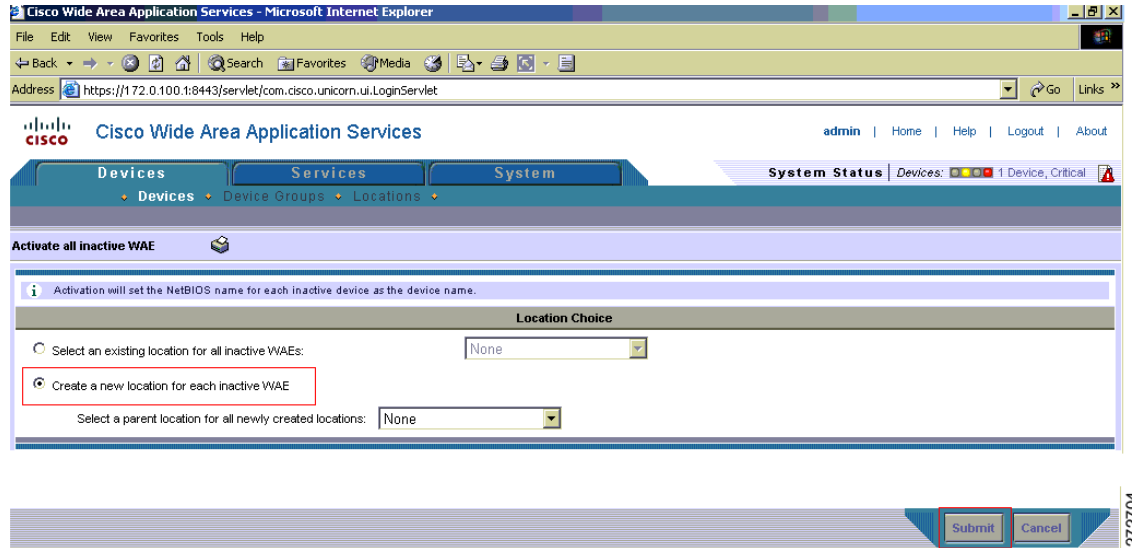 Cisco Wide Area Application Services - Microsoft Internet Explorer
File Edit View Favorites Tools Help
Back Search Favorites Media
Address https://172.0.100.1:8443/servlet/com.cisco.unicorn.ui.LoginServlet Go Links »
CISCO Cisco Wide Area Application Services admin | Home | Help | Logout | About
Devices Services System System Status Devices: 1 Device, Critical
Devices Device Groups Locations
Activate all inactive WAE
i Activation will set the NetBIOS name for each inactive device as the device name.
Location Choice
Select an existing location for all inactive WAEs: None
Create a new location for each inactive WAE
Select a parent location for all newly created locations: None
Submit Cancel